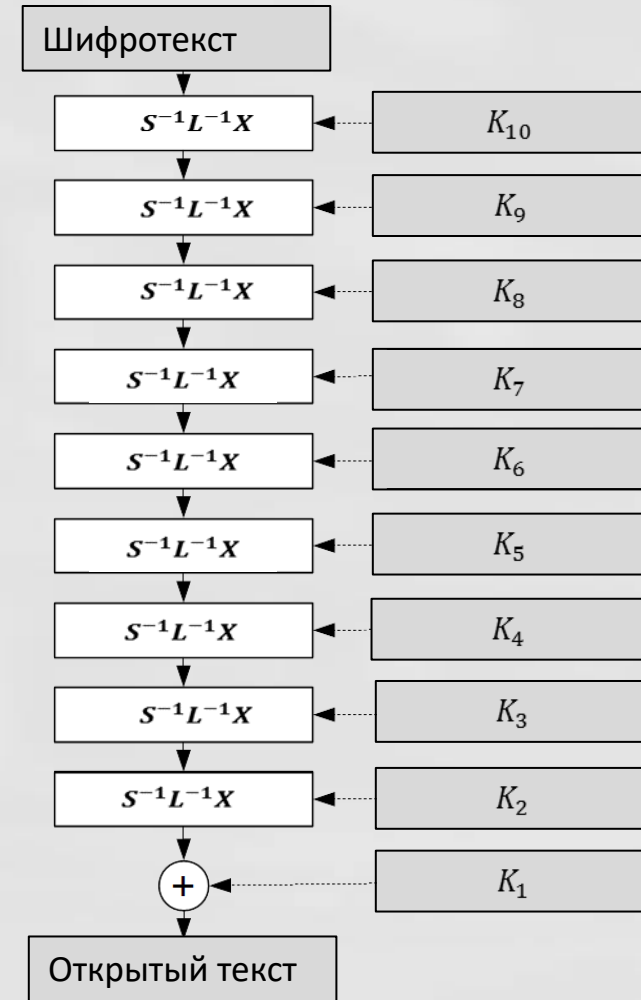 Шифротекст
S⁻¹L⁻¹X K₁₀
S⁻¹L⁻¹X K₉
S⁻¹L⁻¹X K₈
S⁻¹L⁻¹X K₇
S⁻¹L⁻¹X K₆
S⁻¹L⁻¹X K₅
S⁻¹L⁻¹X K₄
S⁻¹L⁻¹X K₃
S⁻¹L⁻¹X K₂
+ K₁
Открытый текст